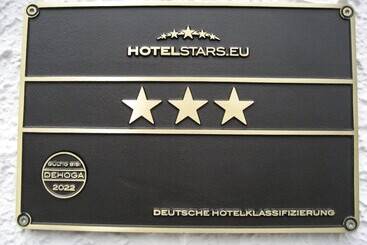 HOTELSTARS.EU
GÜLTIG BIS
DEHOGA
2022
DEUTSCHE HOTELKLASSIFIZIERUNG